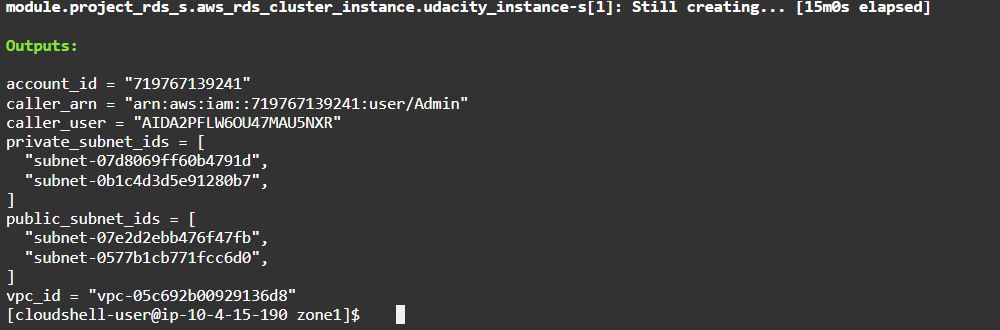 module.project_rds_s.aws_rds_cluster_instance.udacity_instance-s[1]: Still creating... [15m0s elapsed]
Outputs:
account_id = "719767139241"
caller_arn = "arn:aws:iam::719767139241:user/Admin"
caller_user = "AIDA2PFLW6OU47MAU5NXR"
private_subnet_ids = [
  "subnet-07d8069ff60b4791d",
  "subnet-0b1c4d3d5e91280b7",
]
public_subnet_ids = [
  "subnet-07e2d2ebb476f47fb",
  "subnet-0577b1cb771fcc6d0",
]
vpc_id = "vpc-05c692b00929136d8"
[cloudshell-user@ip-10-4-15-190 zone1]$